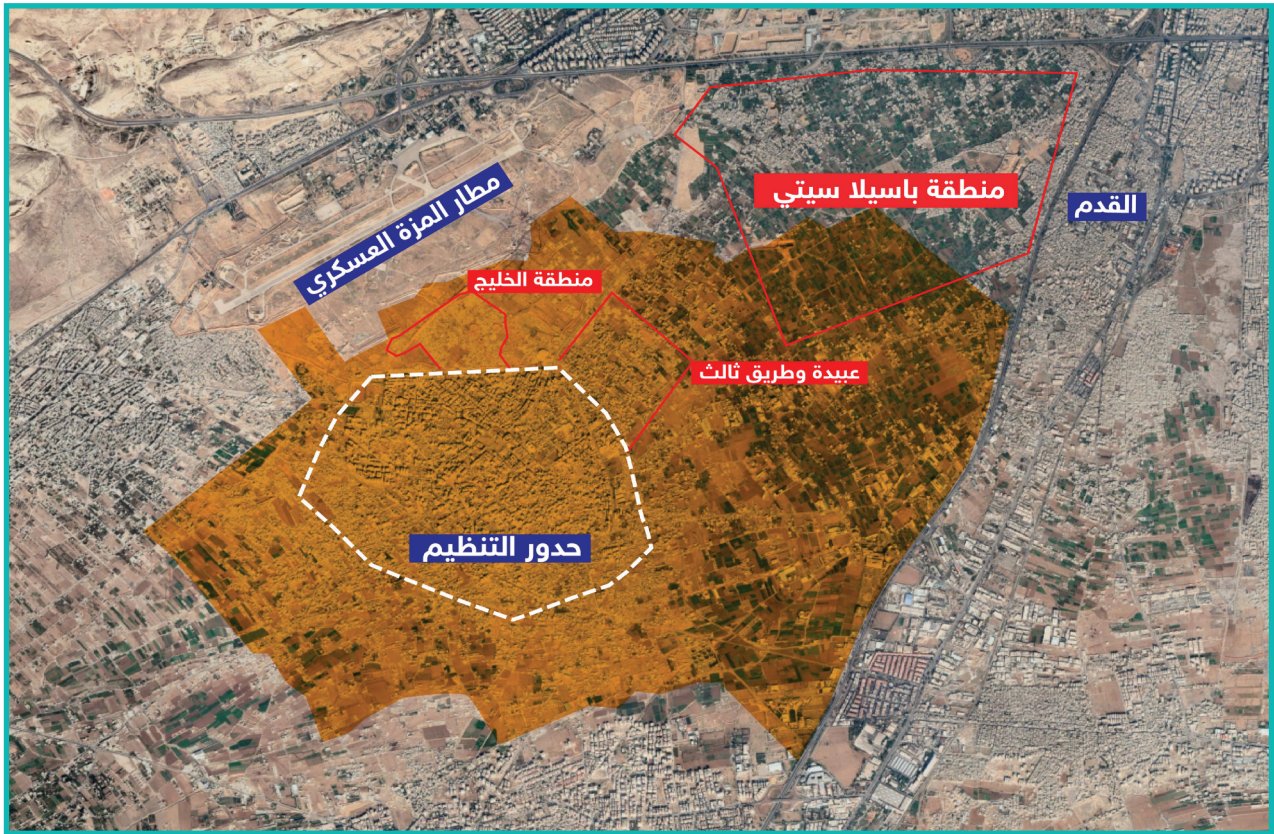 منطقة باسيلا سيتي
القدم
مطار المزة العسكري
منطقة الخليج
عبيدة وطريق ثالث
حدور التنظيم